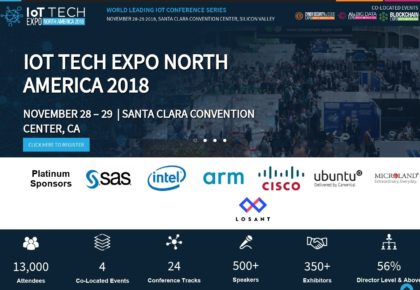 IoT TECH
EXPO
NORTH AMERICA 2018
WORLD LEADING IOT CONFERENCE SERIES
NOVEMBER 28-29 2018, SANTA CLARA CONVENTION CENTER, SILICON VALLEY
CO-LOCATED EVENTS
BIG DATA
BLOCKCHAIN
IOT TECH EXPO NORTH
AMERICA 2018
NOVEMBER 28 – 29 | SANTA CLARA CONVENTION
CENTER, CA
CLICK HERE TO REGISTER
Platinum
Sponsors
sas
intel
arm
CISCO
ubuntu
Delivered by Canonical
MICROLAND
LOSANT
13,000
Attendees
4
Co-Located Events
24
Conference Tracks
500+
Speakers
350+
Exhibitors
56%
Director Level & Above